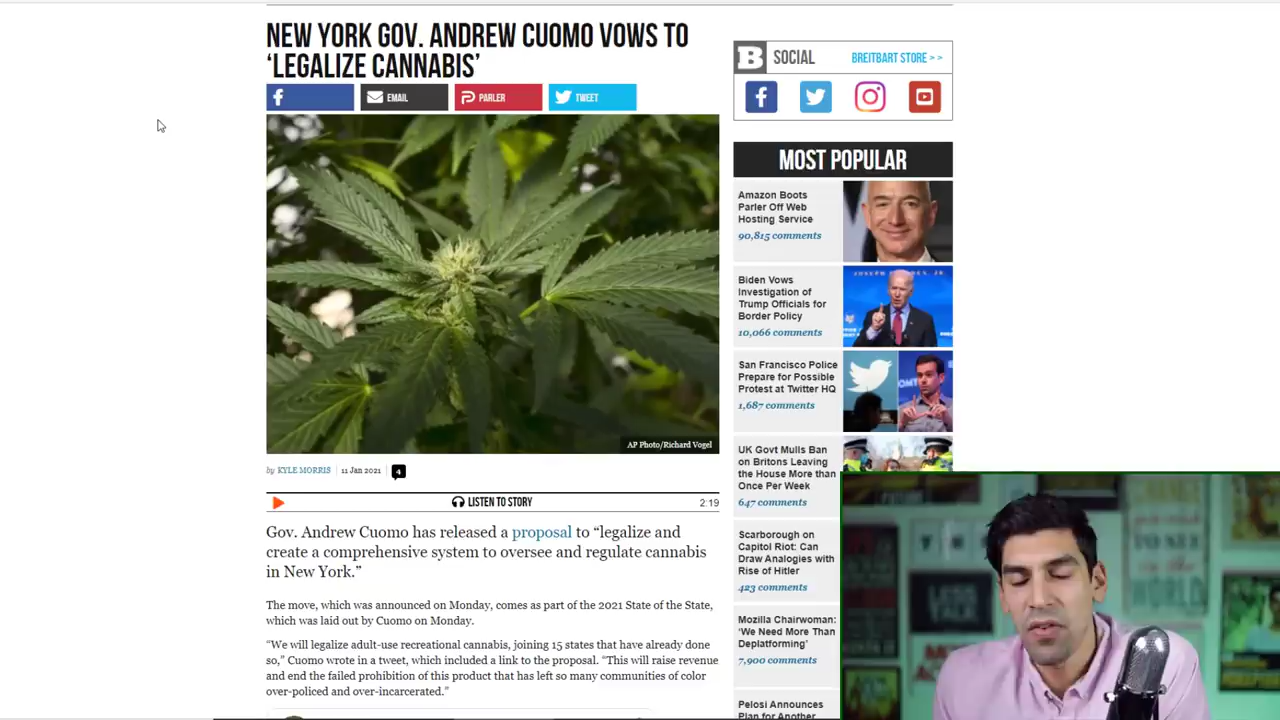 NEW YORK GOV. ANDREW CUOMO VOWS TO
‘LEGALIZE CANNABIS’
EMAIL
PARLER
TWEET
AP Photo/Richard Vogel
by KYLE MORRIS | 11 Jan 2021 | 4
LISTEN TO STORY
2:19
Gov. Andrew Cuomo has released a proposal to “legalize and
create a comprehensive system to oversee and regulate cannabis
in New York.”
The move, which was announced on Monday, comes as part of the 2021 State of the State,
which was laid out by Cuomo on Monday.
“We will legalize adult-use recreational cannabis, joining 15 states that have already done
so,” Cuomo wrote in a tweet, which included a link to the proposal. “This will raise revenue
and end the failed prohibition of this product that has left so many communities of color
over-policed and over-incarcerated.”
B SOCIAL
BREITBART STORE > >
MOST POPULAR
Amazon Boots
Parler Off Web
Hosting Service
90,815 comments
Biden Vows
Investigation of
Trump Officials for
Border Policy
10,066 comments
San Francisco Police
Prepare for Possible
Protest at Twitter HQ
1,687 comments
UK Govt Mulls Ban
on Britons Leaving
the House More than
Once Per Week
647 comments
Scarborough on
Capitol Riot: Can
Draw Analogies with
Rise of Hitler
423 comments
Mozilla Chairwoman:
‘We Need More Than
Deplatforming’
7,900 comments
Pelosi Announces
Plan for Another
LESS
TALK